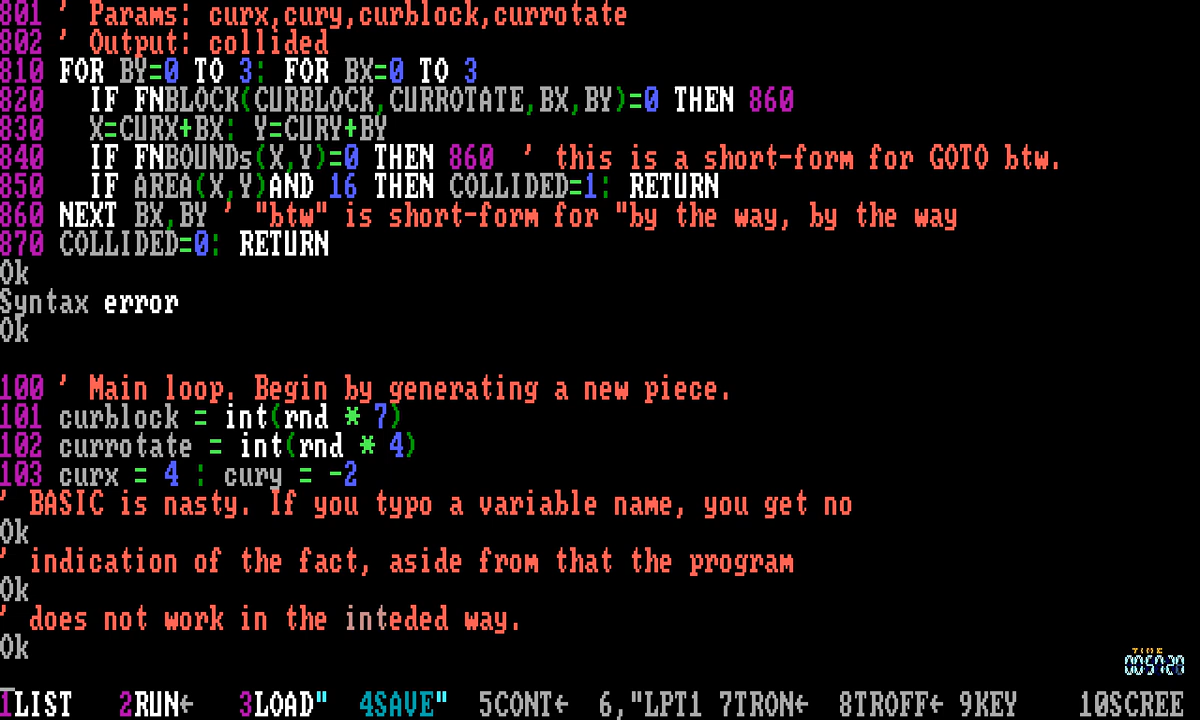 801 ' Params: curx,cury,curblock,currotate
802 ' Output: collided
810 FOR BY=0 TO 3: FOR BX=0 TO 3
820   IF FNBLOCK(CURBLOCK,CURROTATE,BX,BY)=0 THEN 860
830   X=CURX+BX: Y=CURY+BY
840   IF FNBOUNDs(X,Y)=0 THEN 860  ' this is a short-form for GOTO btw.
850   IF AREA(X,Y)AND 16 THEN COLLIDED=1: RETURN
860 NEXT BX,BY ' "btw" is short-form for "by the way, by the way
870 COLLIDED=0: RETURN
Ok
Syntax error
Ok
100 ' Main loop. Begin by generating a new piece.
101 curblock = int(rnd * 7)
102 currotate = int(rnd * 4)
103 curx = 4 : cury = -2
' BASIC is nasty. If you typo a variable name, you get no
Ok
' indication of the fact, aside from that the program
Ok
' does not work in the inteded way.
Ok
TIME
005720
1LIST   2RUN←   3LOAD"  4SAVE"  5CONT←  6,"LPT1 7TRON←  8TROFF← 9KEY    10SCREE